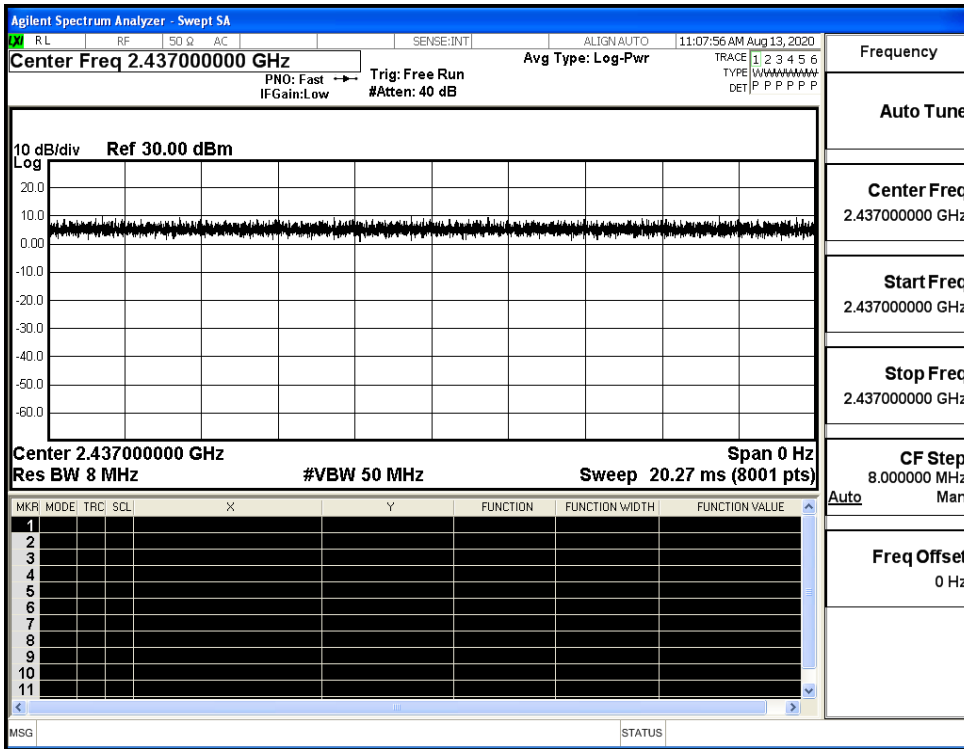 Agilent Spectrum Analyzer - Swept SA
LXI RL RF 50 Ω AC SENSE:INT ALIGN AUTO 11:07:56 AM Aug 13, 2020
Center Freq 2.437000000 GHz
PNO: Fast
IFGain:Low
Trig: Free Run
#Atten: 40 dB
Avg Type: Log-Pwr
TRACE 1 2 3 4 5 6
TYPE WWWWWW
DET P P P P P P
10 dB/div Ref 30.00 dBm
Log
20.0
10.0
0.00
-10.0
-20.0
-30.0
-40.0
-50.0
-60.0
Center 2.437000000 GHz Span 0 Hz
Res BW 8 MHz #VBW 50 MHz Sweep 20.27 ms (8001 pts)
MKR MODE TRC SCL X Y FUNCTION FUNCTION WIDTH FUNCTION VALUE
1
2
3
4
5
6
7
8
9
10
11
MSG STATUS
Frequency
Auto Tune
Center Freq
2.437000000 GHz
Start Freq
2.437000000 GHz
Stop Freq
2.437000000 GHz
CF Step
8.000000 MHz
Auto Man
Freq Offset
0 Hz